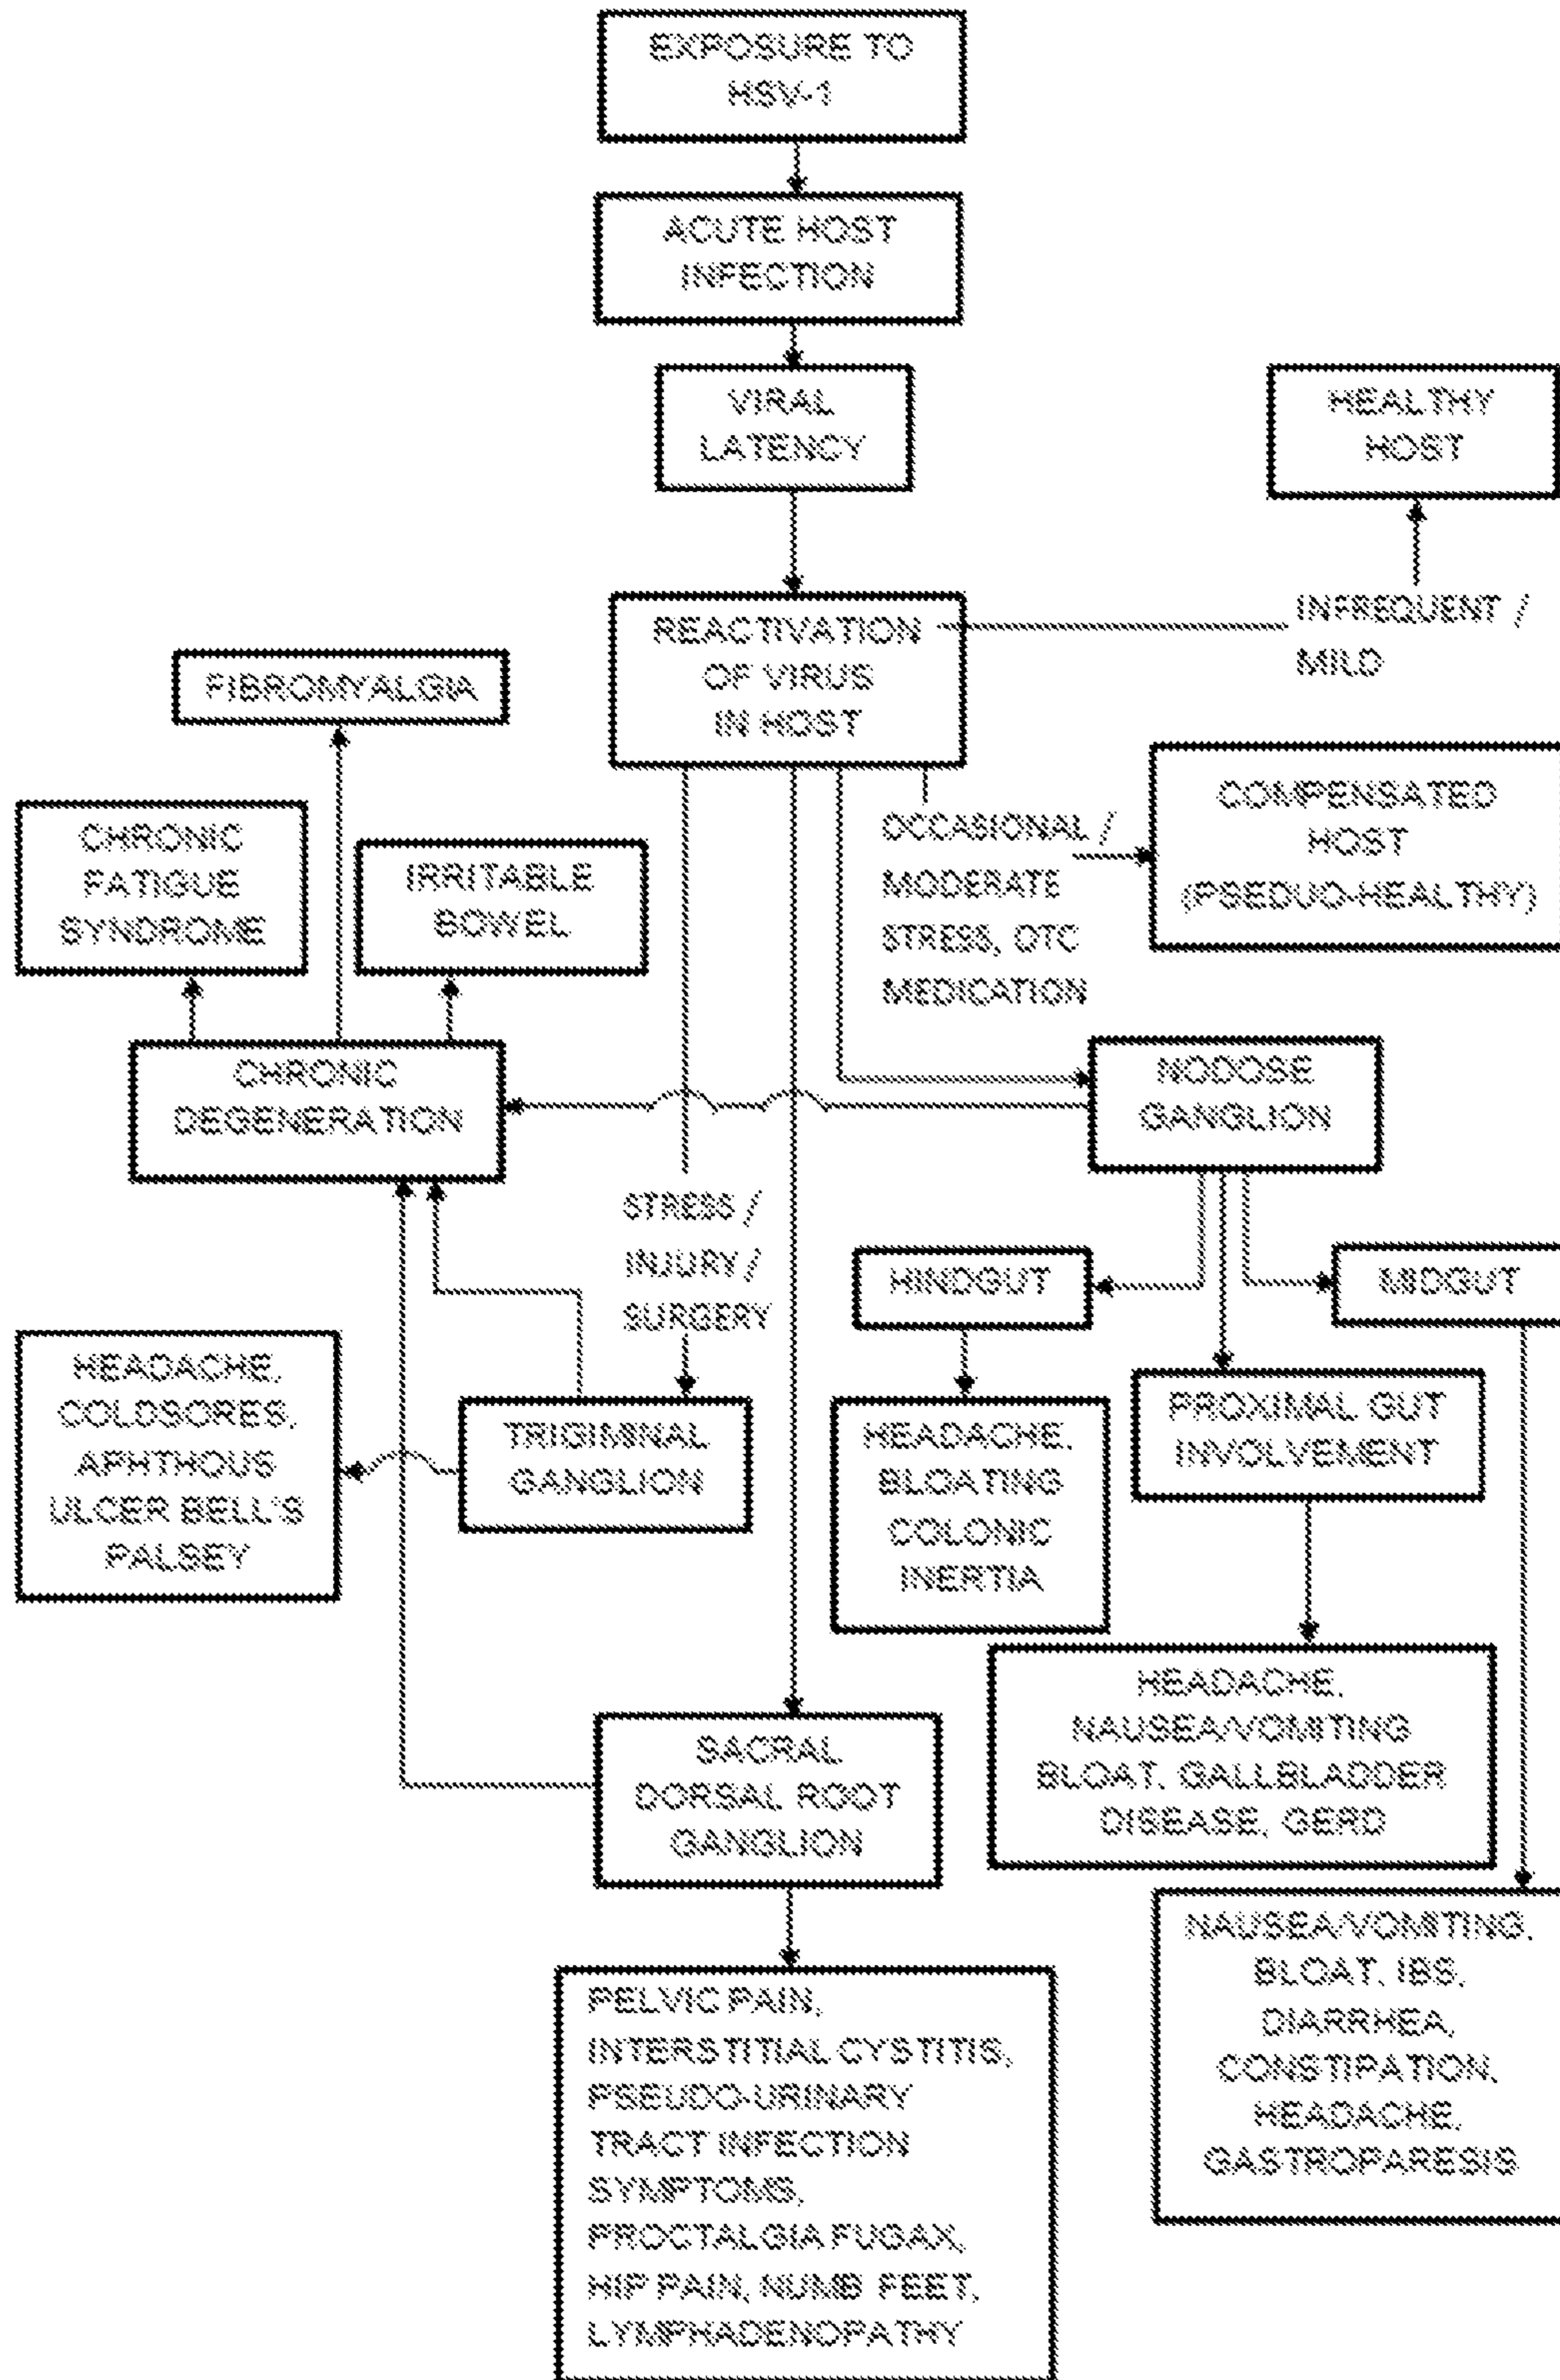 EXPOSURE TO
HSV-1
ACUTE HOST
INFECTION
VIRAL
LATENCY
HEALTHY
HOST
REACTIVATION
OF VIRUS
IN HOST
INFREQUENT /
MILD
FIBROMYALGIA
CHRONIC
FATIGUE
SYNDROME
IRRITABLE
BOWEL
OCCASIONAL /
MODERATE
STRESS, OTC
MEDICATION
COMPENSATED
HOST
(PSEDUO-HEALTHY)
CHRONIC
DEGENERATION
NODOSE
GANGLION
STRESS /
INJURY /
SURGERY
HINDGUT
MIDGUT
HEADACHE,
COLDSORES,
APHTHOUS
ULCER BELL'S
PALSEY
TRIGIMINAL
GANGLION
HEADACHE,
BLOATING
COLONIC
INERTIA
PROXIMAL GUT
INVOLVEMENT
SACRAL
DORSAL ROOT
GANGLION
HEADACHE,
NAUSEA/VOMITING
BLOAT, GALLBLADDER
DISEASE, GERD
PELVIC PAIN,
INTERSTITIAL CYSTITIS,
PSEUDO-URINARY
TRACT INFECTION
SYMPTOMS,
PROCTALGIA FUGAX,
HIP PAIN, NUMB FEET,
LYMPHADENOPATHY
NAUSEA/VOMITING,
BLOAT, IBS,
DIARRHEA,
CONSTIPATION,
HEADACHE,
GASTROPARESIS